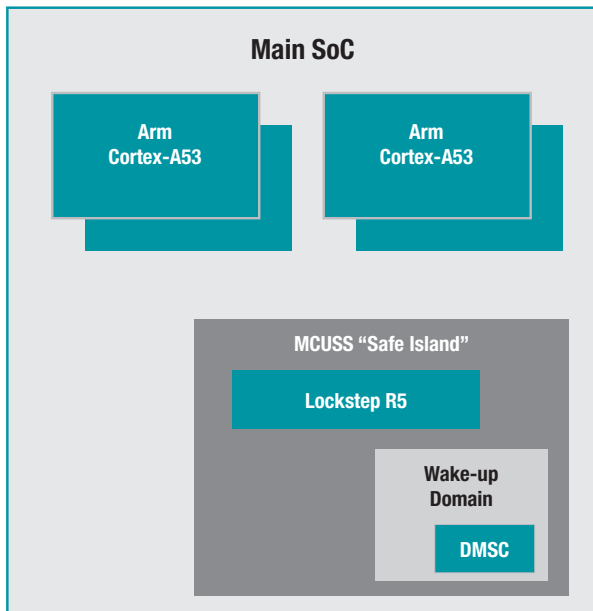 Main SoC
Arm
Cortex-A53
Arm
Cortex-A53
MCUSS “Safe Island”
Lockstep R5
Wake-up
Domain
DMSC